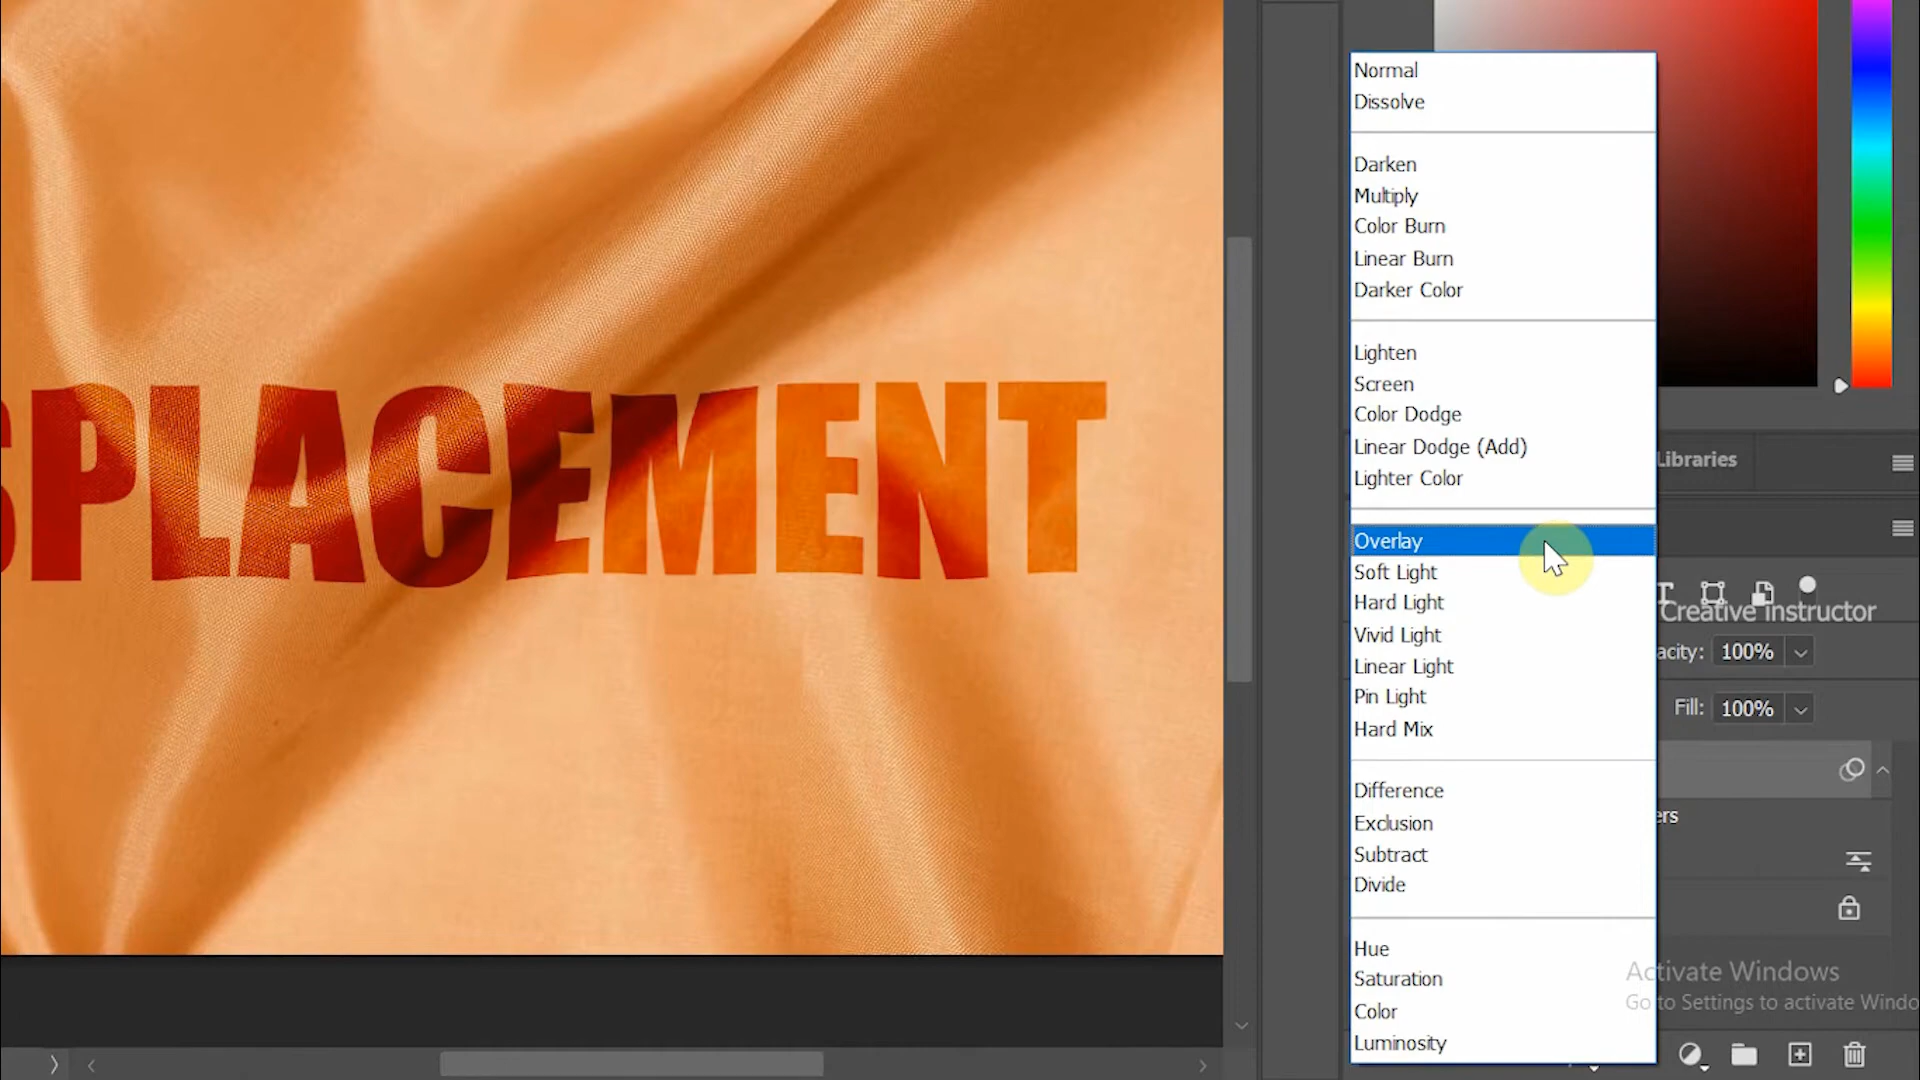 Normal
Dissolve
Darken
Multiply
Color Burn
Linear Burn
Darker Color
Lighten
Screen
Color Dodge
Linear Dodge (Add)
Lighter Color
Overlay
Soft Light
Hard Light
Vivid Light
Linear Light
Pin Light
Hard Mix
Difference
Exclusion
Subtract
Divide
Hue
Saturation
Color
Luminosity
SPLACEMENT
Libraries
Creative instructor
acity: 100%
Fill: 100%
ers
Activate Windows
Go to Settings to activate Windo